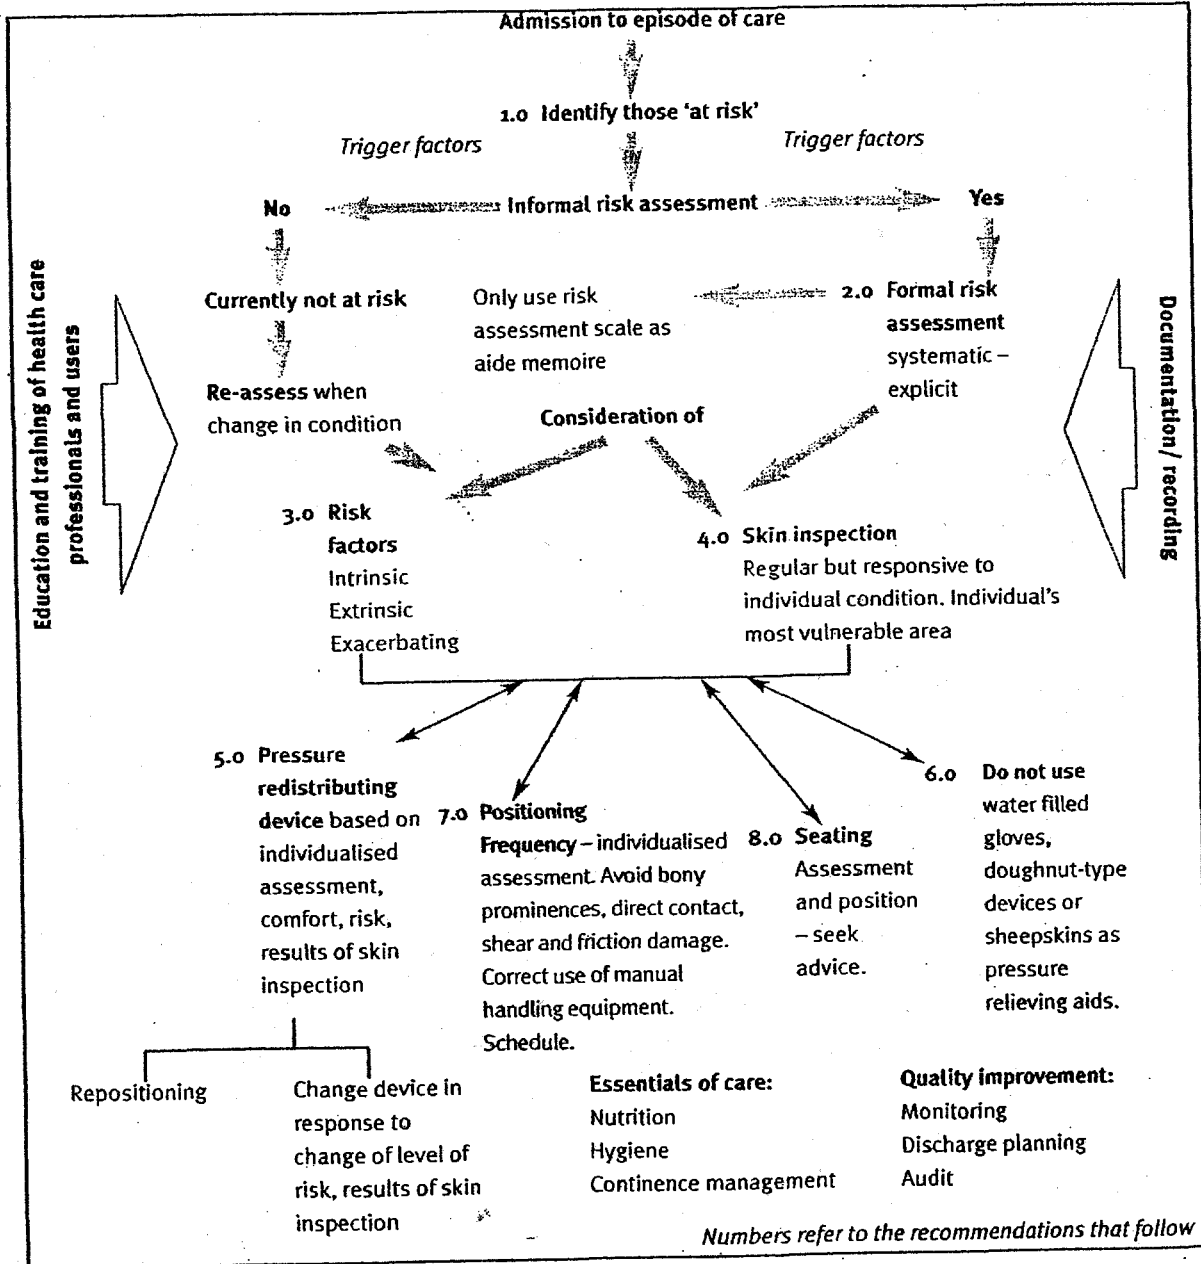 Admission to episode of care
1.0 Identify those 'at risk'
Trigger factors
Trigger factors
No
Informal risk assessment
Yes
Currently not at risk
Re-assess when
change in condition
Only use risk
assessment scale as
aide memoire
2.0 Formal risk
assessment
systematic –
explicit
Consideration of
3.0 Risk
factors
Intrinsic
Extrinsic
Exacerbating
4.0 Skin inspection
Regular but responsive to
individual condition. Individual's
most vulnerable area
Education and training of health care
professionals and users
Documentation/ recording
5.0 Pressure
redistributing
device based on
individualised
assessment,
comfort, risk,
results of skin
inspection
7.0 Positioning
Frequency – individualised
assessment. Avoid bony
prominences, direct contact,
shear and friction damage.
Correct use of manual
handling equipment.
Schedule.
8.0 Seating
Assessment
and position
– seek
advice.
6.0 Do not use
water filled
gloves,
doughnut-type
devices or
sheepskins as
pressure
relieving aids.
Repositioning
Change device in
response to
change of level of
risk, results of skin
inspection
Essentials of care:
Nutrition
Hygiene
Continence management
Quality improvement:
Monitoring
Discharge planning
Audit
Numbers refer to the recommendations that follow